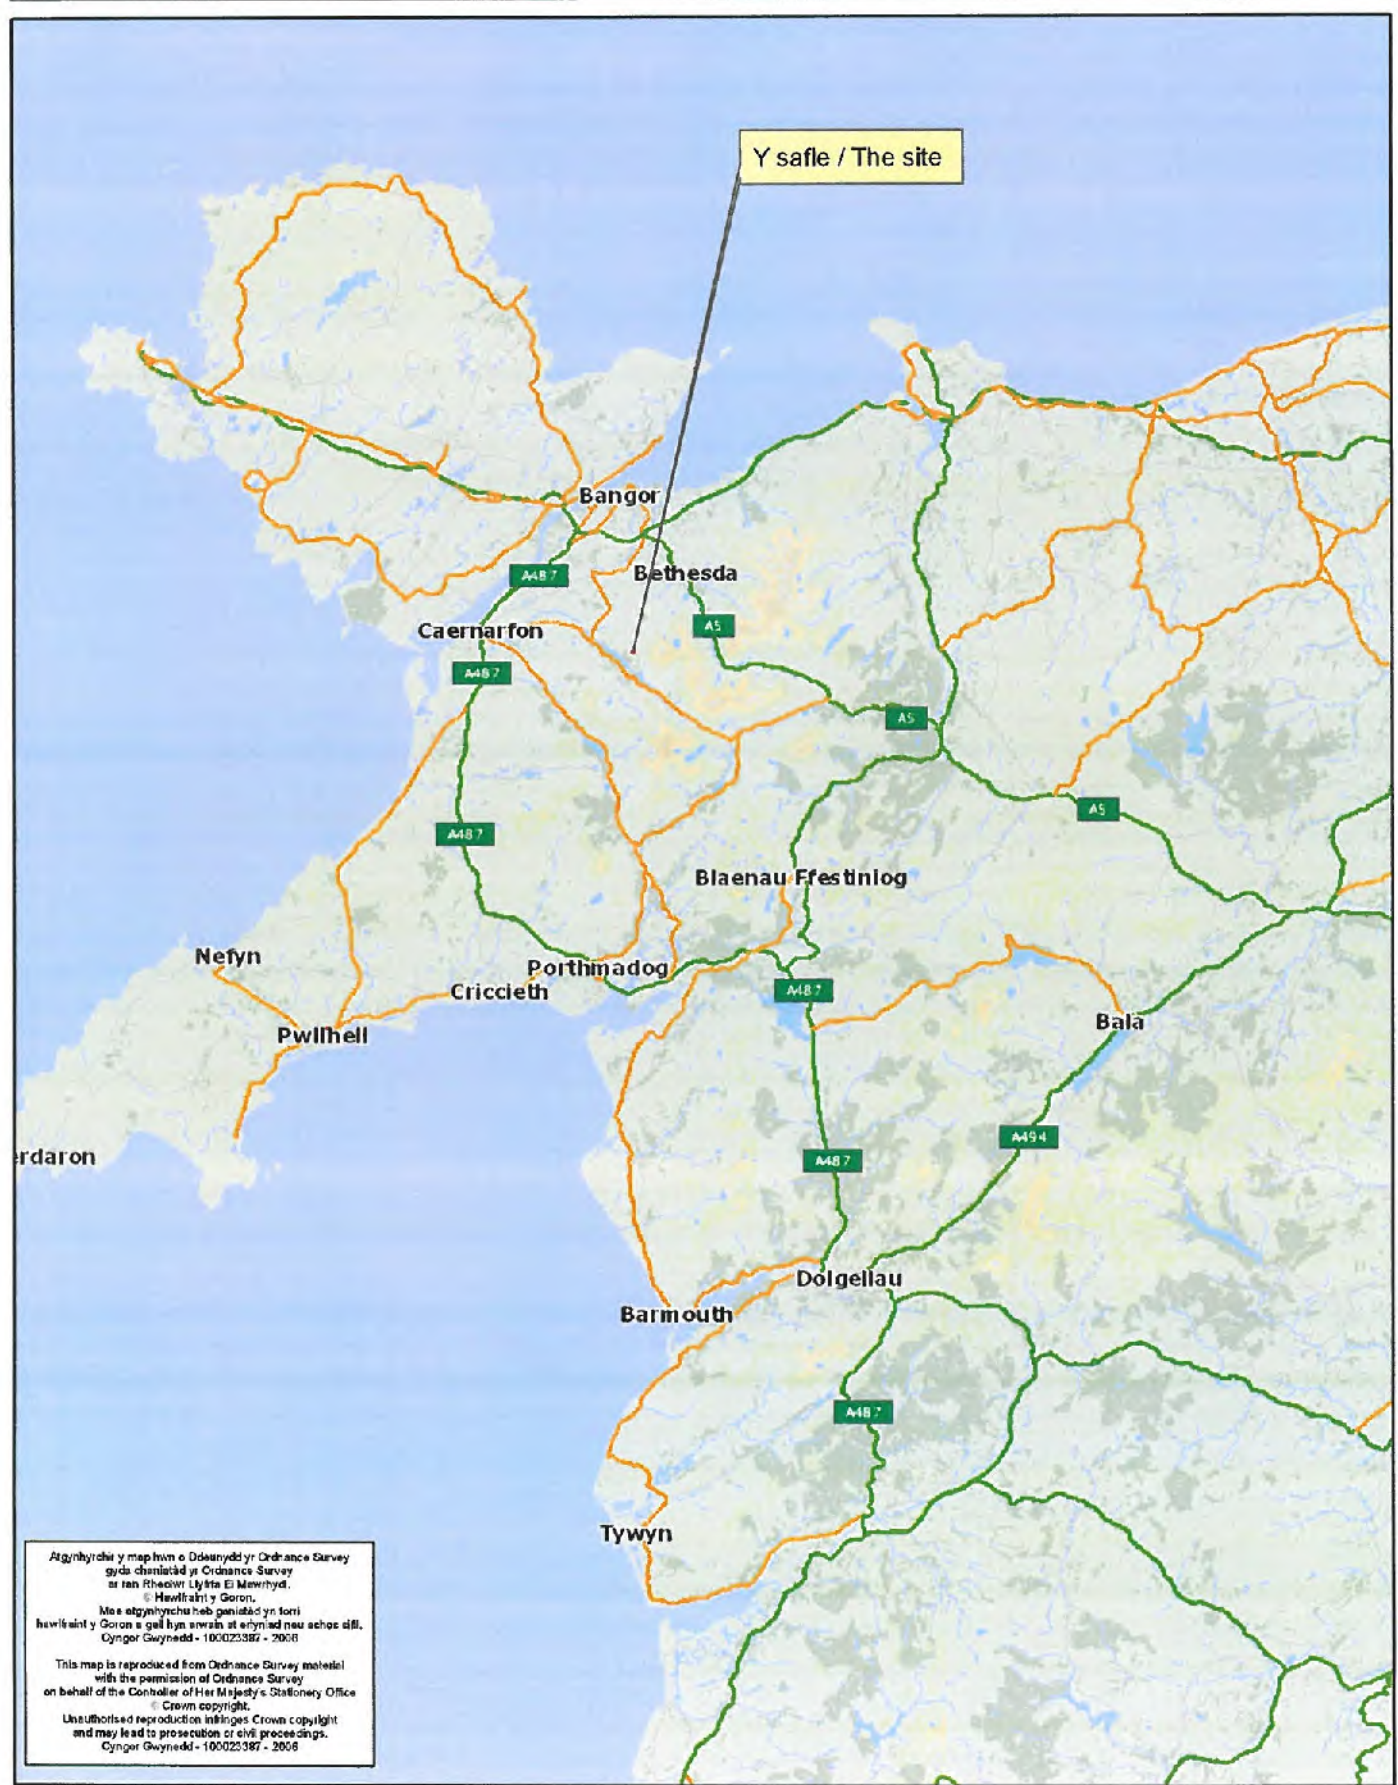 Y safle / The site
Bangor
Bethesda
A487
A5
Caernarfon
A487
A5
A5
A487
Blaenau Ffestiniog
Nefyn
Porthmadog
Criccieth
A487
Bala
Pwllheli
A494
erdaron
A487
Dolgellau
Barmouth
A487
Tywyn
Atgynhyrchir y map hwn o Ddeunydd yr Ordnance Survey
gyda chaniatâd yr Ordnance Survey
ar ran Rheolwr Llyfrfa Ei Mawrhydi.
© Hawlfraint y Goron.
Mae atgynhyrchu heb ganiatâd yn torri
hawlfraint y Goron a gall hyn arwain at erlyniad neu achos sifil.
Cyngor Gwynedd - 100023387 - 2006
This map is reproduced from Ordnance Survey material
with the permission of Ordnance Survey
on behalf of the Controller of Her Majesty's Stationery Office
© Crown copyright.
Unauthorised reproduction infringes Crown copyright
and may lead to prosecution or civil proceedings.
Cyngor Gwynedd - 100023387 - 2006